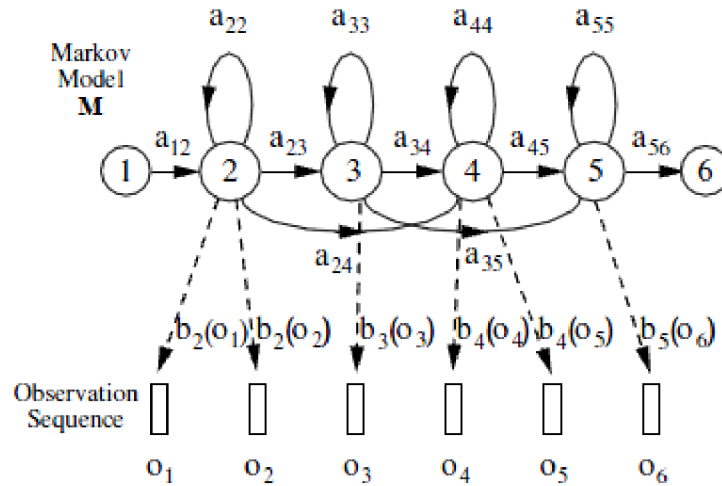 a₂₂ a₃₃ a₄₄ a₅₅
Markov
Model
M
a₁₂ a₂₃ a₃₄ a₄₅ a₅₆
1 2 3 4 5 6
a₂₄ a₃₅
b₂(o₁) b₂(o₂) b₃(o₃) b₄(o₄) b₄(o₅) b₅(o₆)
Observation
Sequence
o₁ o₂ o₃ o₄ o₅ o₆